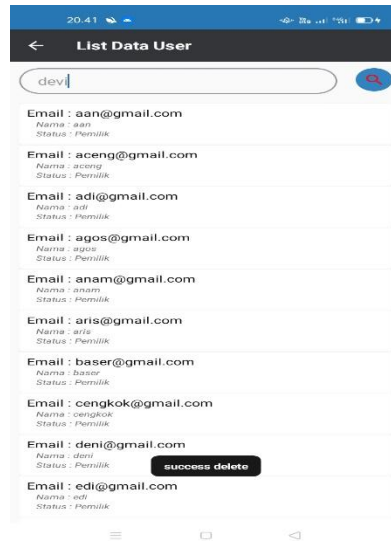 20.41
List Data User
devi
Email : aan@gmail.com
Nama : aan
Status : Pemilik
Email : aceng@gmail.com
Nama : aceng
Status : Pemilik
Email : adi@gmail.com
Nama : adi
Status : Pemilik
Email : agos@gmail.com
Nama : agos
Status : Pemilik
Email : anam@gmail.com
Nama : anam
Status : Pemilik
Email : aris@gmail.com
Nama : aris
Status : Pemilik
Email : baser@gmail.com
Nama : baser
Status : Pemilik
Email : cengkok@gmail.com
Nama : cengkok
Status : Pemilik
Email : deni@gmail.com
Nama : deni
Status : Pemilik
success delete
Email : edi@gmail.com
Nama : edi
Status : Pemilik